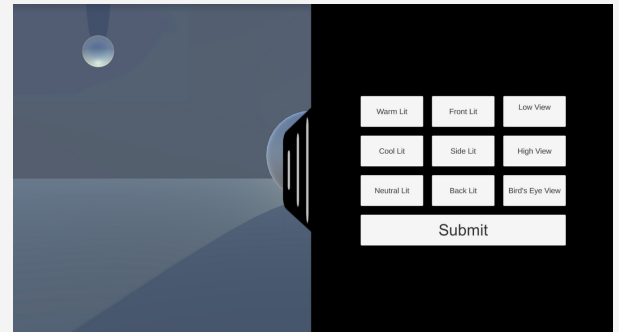 Warm Lit
Front Lit
Low View
Cool Lit
Side Lit
High View
Neutral Lit
Back Lit
Bird's Eye View
Submit